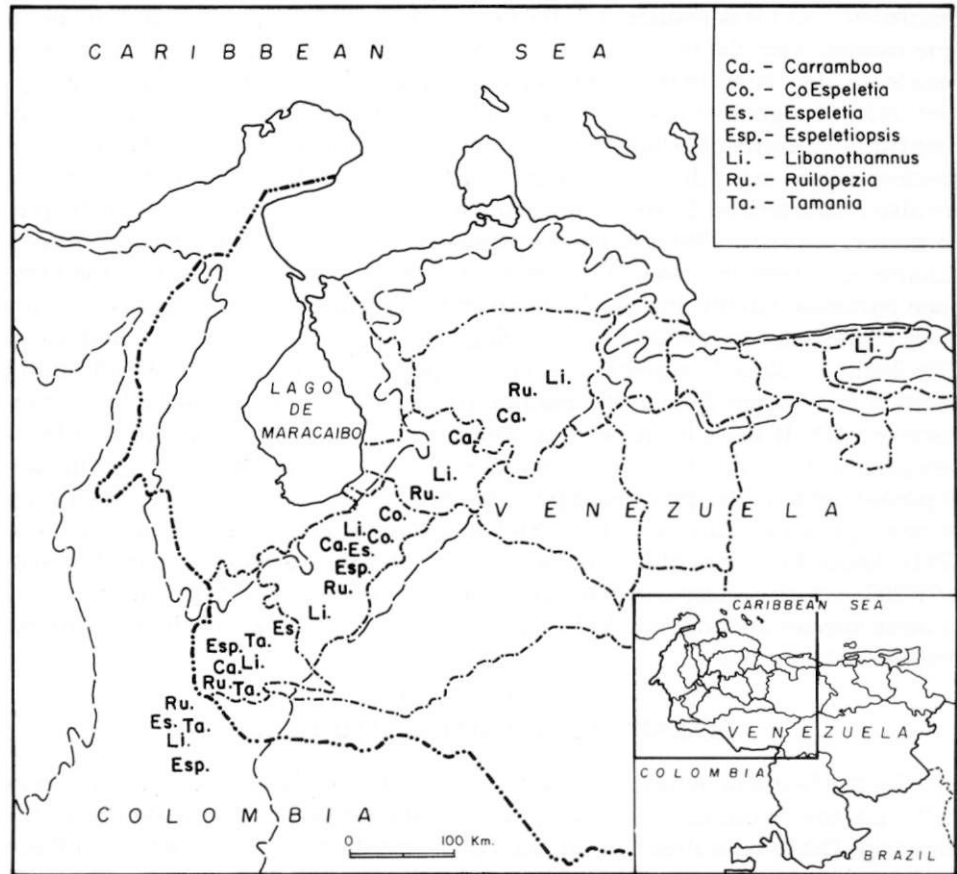 CARIBBEAN SEA
Ca. - Carramboa
Co. - CoEspeletia
Es. - Espeletia
Esp. - Espeletiopsis
Li. - Libanothamnus
Ru. - Ruilopezia
Ta. - Tamania
Li.
LAGO
DE
MARACAIBO
Ru. Li.
Ca.
Ca.
Li.
Ru.
VENEZUELA
Co.
Li. Co.
Ca. Es.
Esp.
Ru.
Li.
Es.
Esp. Ta.
Ca. Li.
Ru. Ta.
Ru.
Es. Ta.
Li.
Esp.
COLOMBIA
0 100 Km.
CARIBBEAN SEA
VENEZUELA
COLOMBIA
BRAZIL